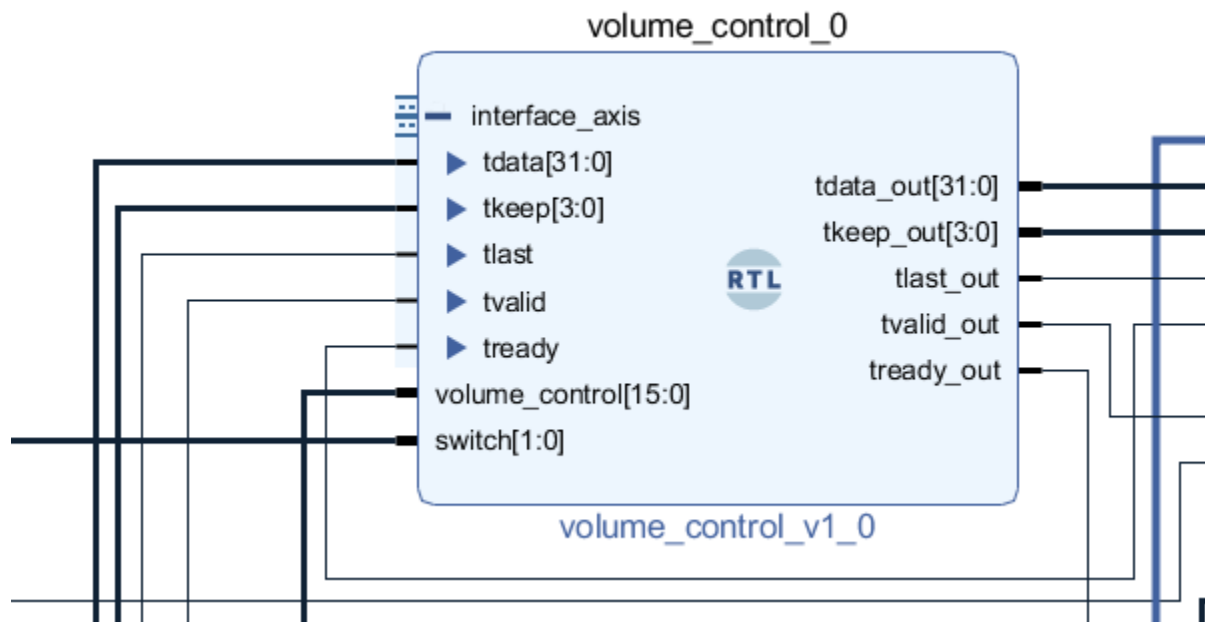 volume_control_0
interface_axis
tdata[31:0]
tkeep[3:0]
tlast
tvalid
tready
volume_control[15:0]
switch[1:0]
RTL
tdata_out[31:0]
tkeep_out[3:0]
tlast_out
tvalid_out
tready_out
volume_control_v1_0